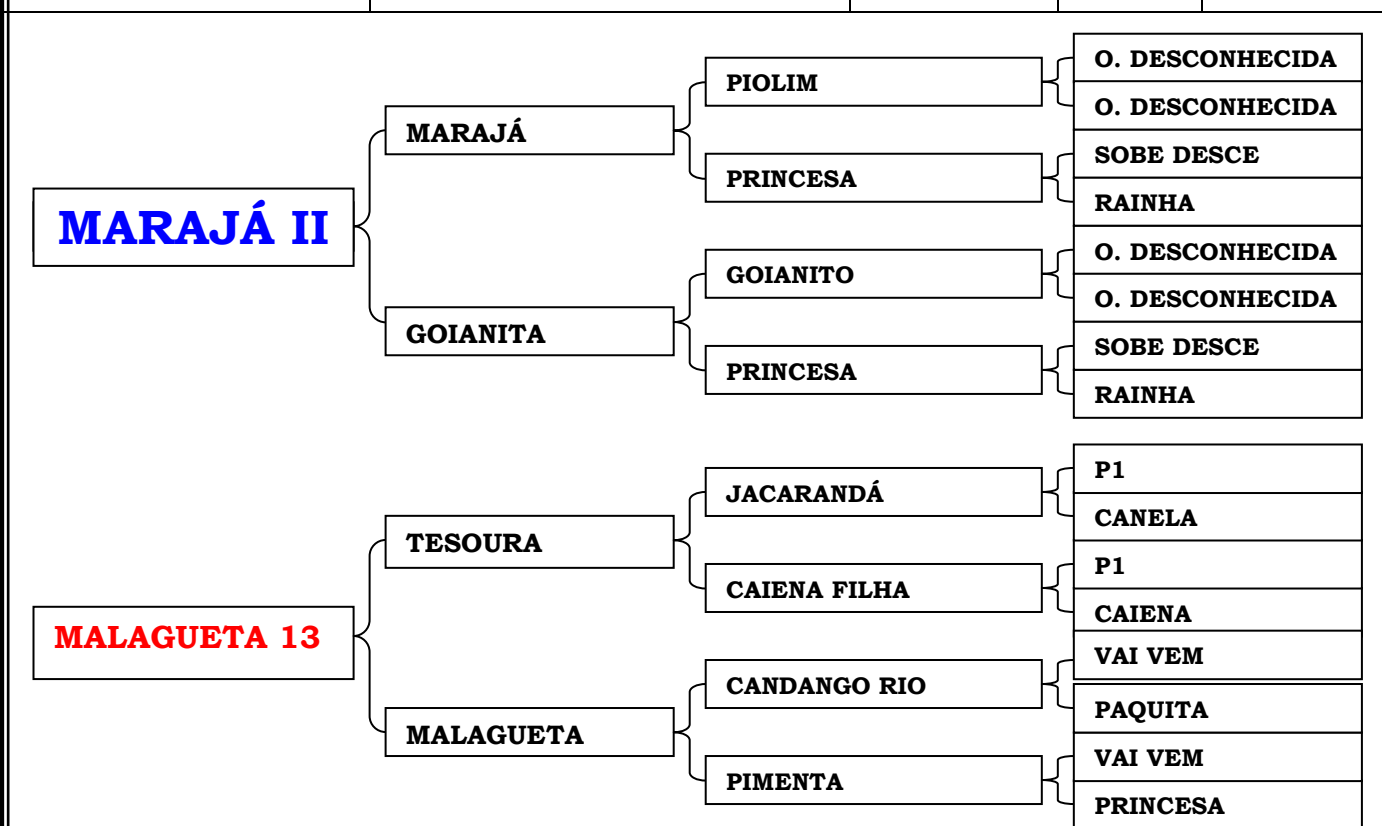 MARAJÁ II
MARAJÁ
PIOLIM
O. DESCONHECIDA
O. DESCONHECIDA
PRINCESA
SOBE DESCE
RAINHA
GOIANITA
GOIANITO
O. DESCONHECIDA
O. DESCONHECIDA
PRINCESA
SOBE DESCE
RAINHA
MALAGUETA 13
TESOURA
JACARANDÁ
P1
CANELA
CAIENA FILHA
P1
CAIENA
MALAGUETA
CANDANGO RIO
VAI VEM
PAQUITA
PIMENTA
VAI VEM
PRINCESA